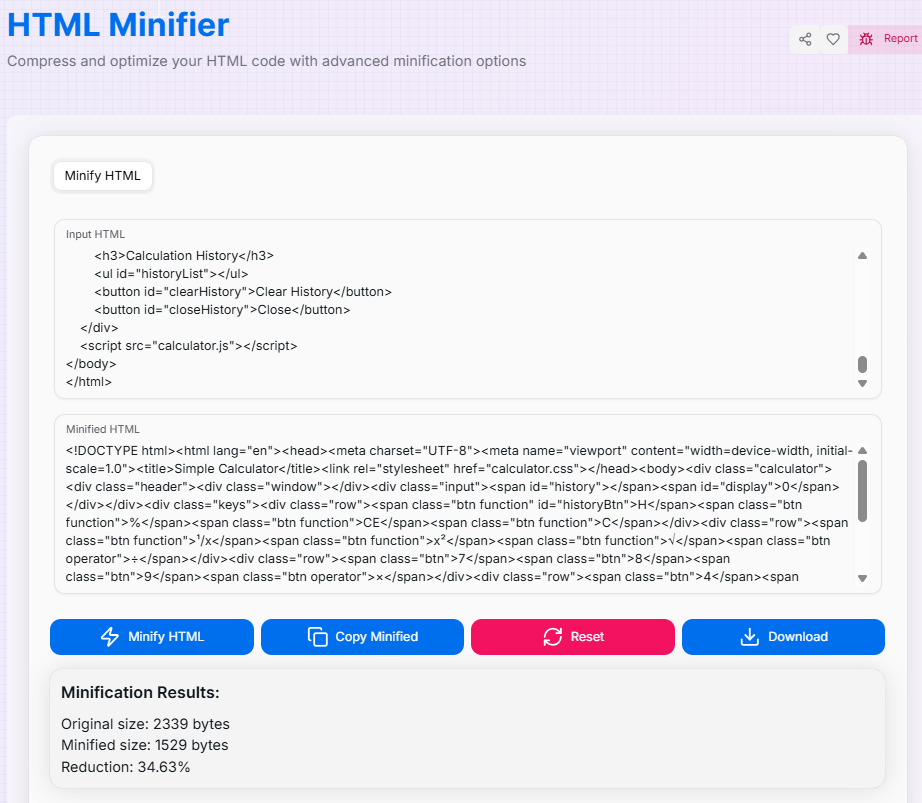 HTML Minifier
Compress and optimize your HTML code with advanced minification options
Report
Minify HTML
Input HTML
<h3>Calculation History</h3>
<ul id="historyList"></ul>
<button id="clearHistory">Clear History</button>
<button id="closeHistory">Close</button>
</div>
<script src="calculator.js"></script>
</body>
</html>
Minified HTML
<!DOCTYPE html><html lang="en"><head><meta charset="UTF-8"><meta name="viewport" content="width=device-width, initial-
scale=1.0"><title>Simple Calculator</title><link rel="stylesheet" href="calculator.css"></head><body><div class="calculator">
<div class="header"><div class="window"></div><div class="input"><span id="history"></span><span id="display">0</span>
</div></div><div class="keys"><div class="row"><span class="btn function" id="historyBtn">H</span><span class="btn
function">%</span><span class="btn function">CE</span><span class="btn function">C</span></div><div class="row"><span
class="btn function">¹/x</span><span class="btn function">x²</span><span class="btn function">√</span><span class="btn
operator">÷</span></div><div class="row"><span class="btn">7</span><span class="btn">8</span><span
class="btn">9</span><span class="btn operator">×</span></div><div class="row"><span class="btn">4</span><span
Minify HTML
Copy Minified
Reset
Download
Minification Results:
Original size: 2339 bytes
Minified size: 1529 bytes
Reduction: 34.63%